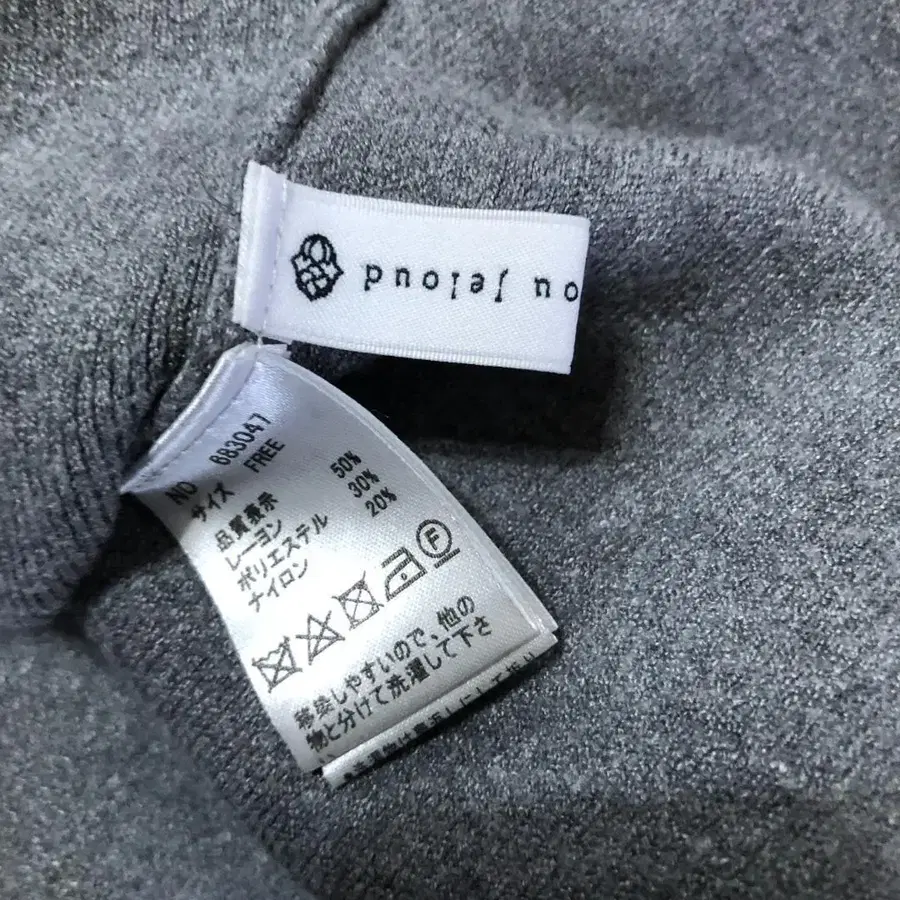 ou jeloud
NO 683047
サイズ FREE
品質表示
レーヨン 50%
ポリエステル 30%
ナイロン 20%
F
移染しやすいので、他の
物と分けて洗濯して下さ